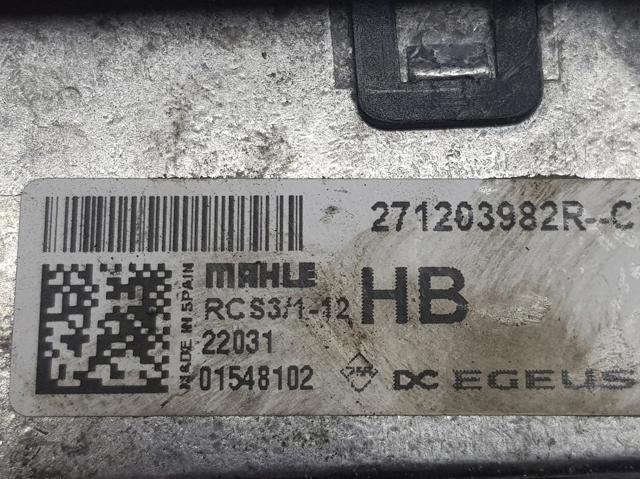 271203982R--C
MAHLE
HB
MADE IN SPAIN
RCS3/1-12
22031
01548102
DC EGEUS